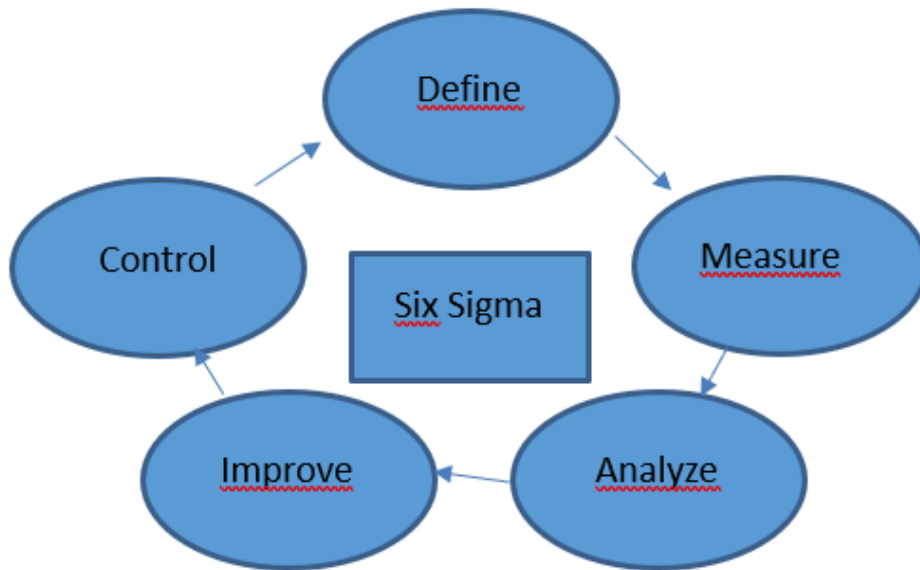 Define
Measure
Analyze
Improve
Control
Six Sigma